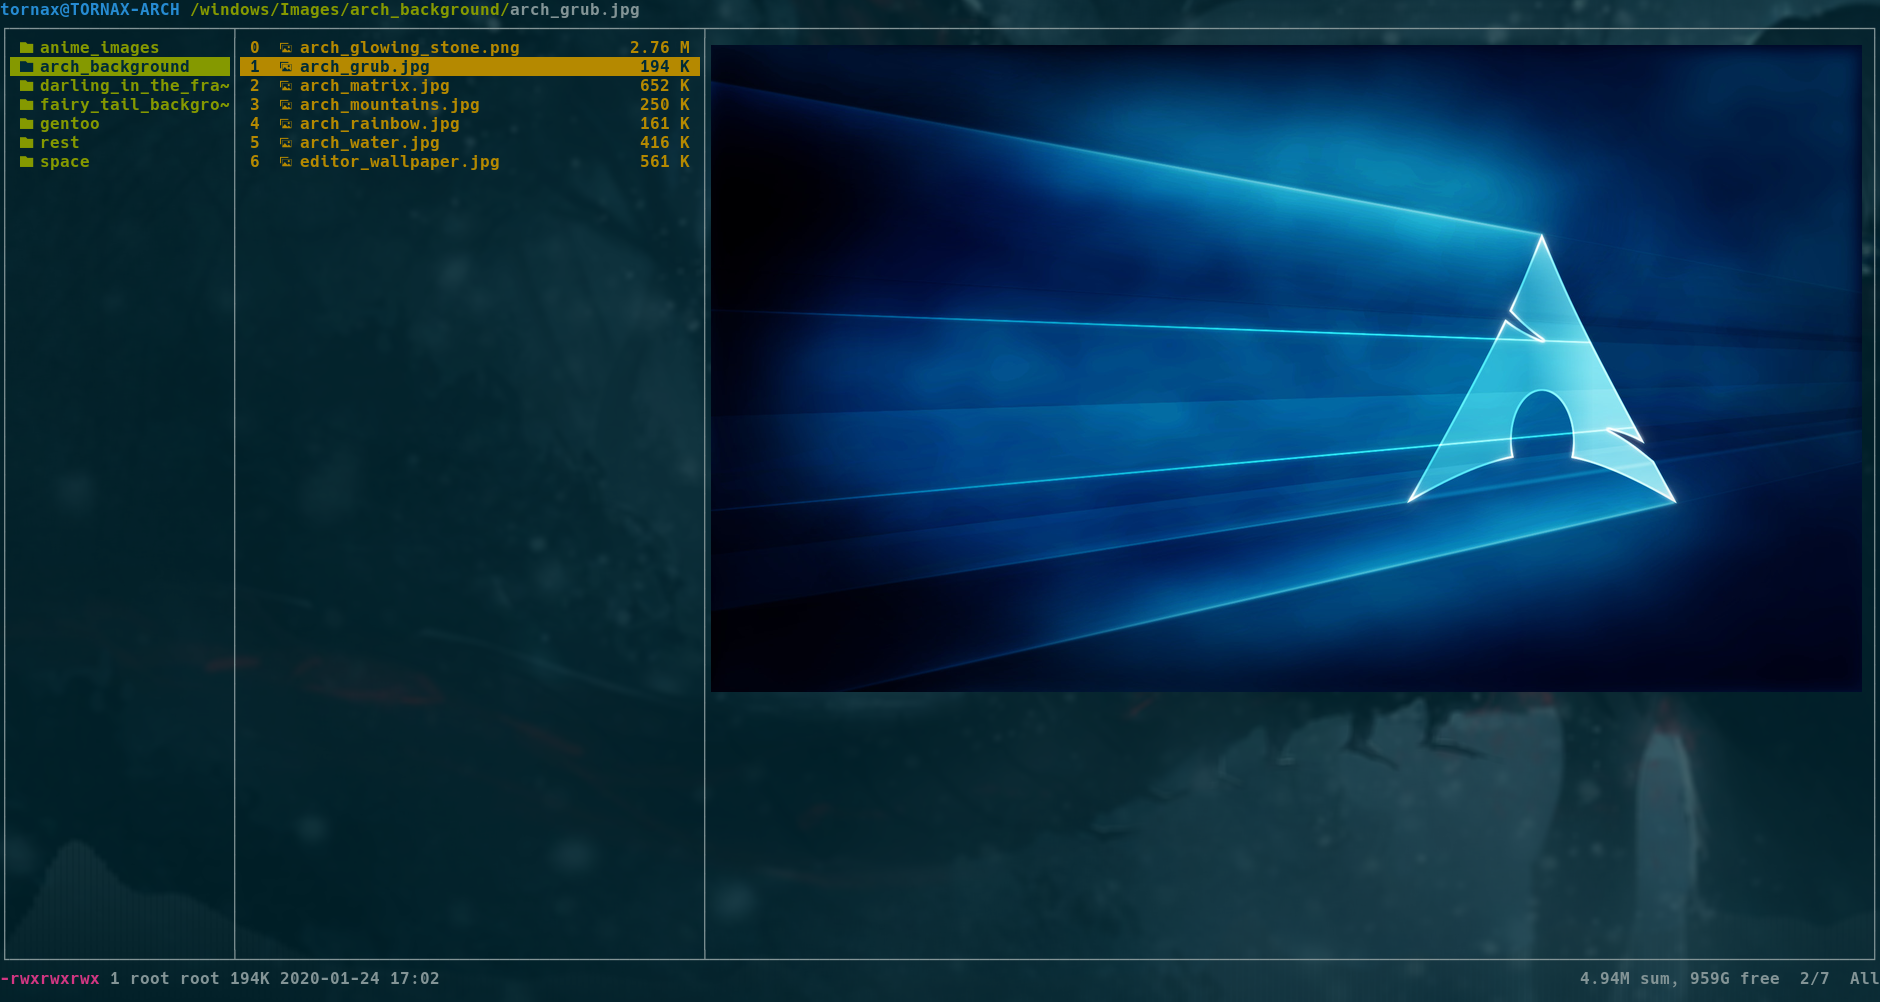 tornax@TORNAX-ARCH /windows/Images/arch_background/arch_grub.jpg
anime_images
arch_background
darling_in_the_fra~
fairy_tail_backgro~
gentoo
rest
space
0 arch_glowing_stone.png 2.76 M
1 arch_grub.jpg 194 K
2 arch_matrix.jpg 652 K
3 arch_mountains.jpg 250 K
4 arch_rainbow.jpg 161 K
5 arch_water.jpg 416 K
6 editor_wallpaper.jpg 561 K
-rwxrwxrwx 1 root root 194K 2020-01-24 17:02 4.94M sum, 959G free 2/7 All